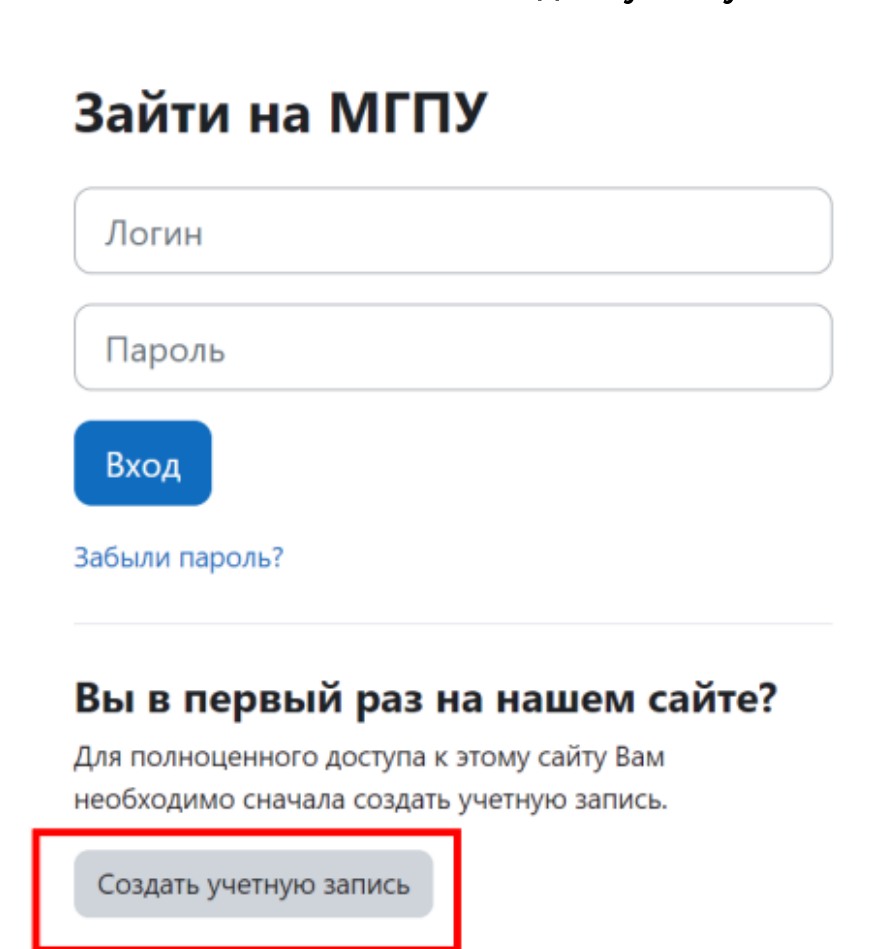 Зайти на МГПУ
Логин
Пароль
Вход
Забыли пароль?
Вы в первый раз на нашем сайте?
Для полноценного доступа к этому сайту Вам
необходимо сначала создать учетную запись.
Создать учетную запись